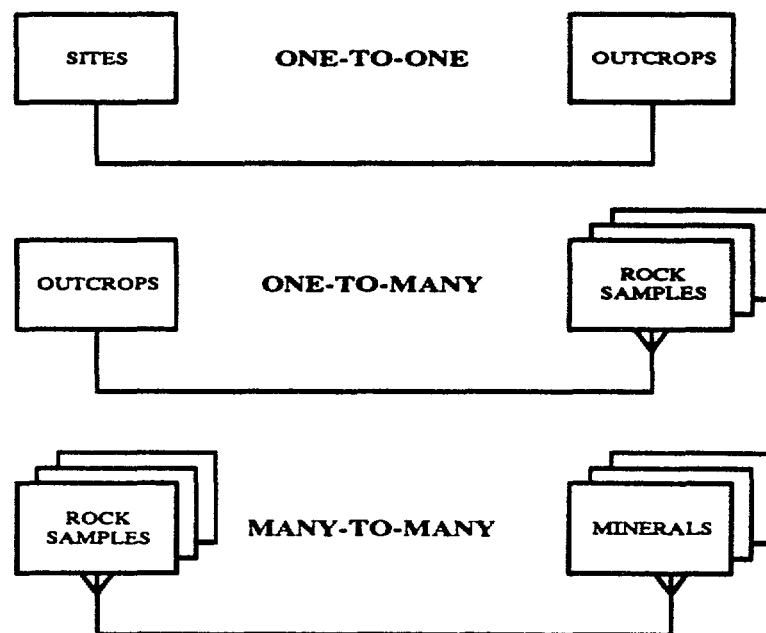 SITES
ONE-TO-ONE
OUTCROPS
OUTCROPS
ONE-TO-MANY
ROCK
SAMPLES
ROCK
SAMPLES
MANY-TO-MANY
MINERALS